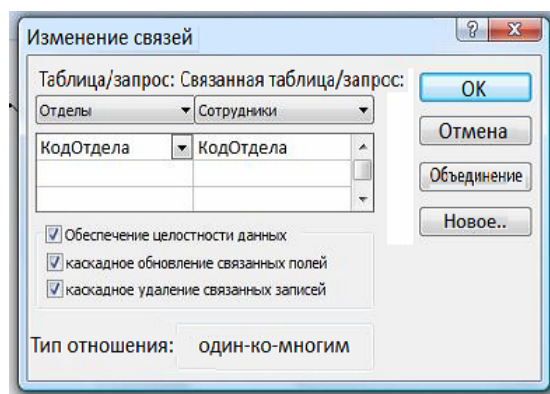 Изменение связей
Таблица/запрос: Связанная таблица/запрос:
Отделы Сотрудники
КодОтдела КодОтдела
Обеспечение целостности данных
каскадное обновление связанных полей
каскадное удаление связанных записей
Тип отношения: один-ко-многим
OK
Отмена
Объединение
Новое..